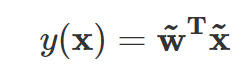 y(𝐱) = 𝐰̃ᵀ𝐱̃